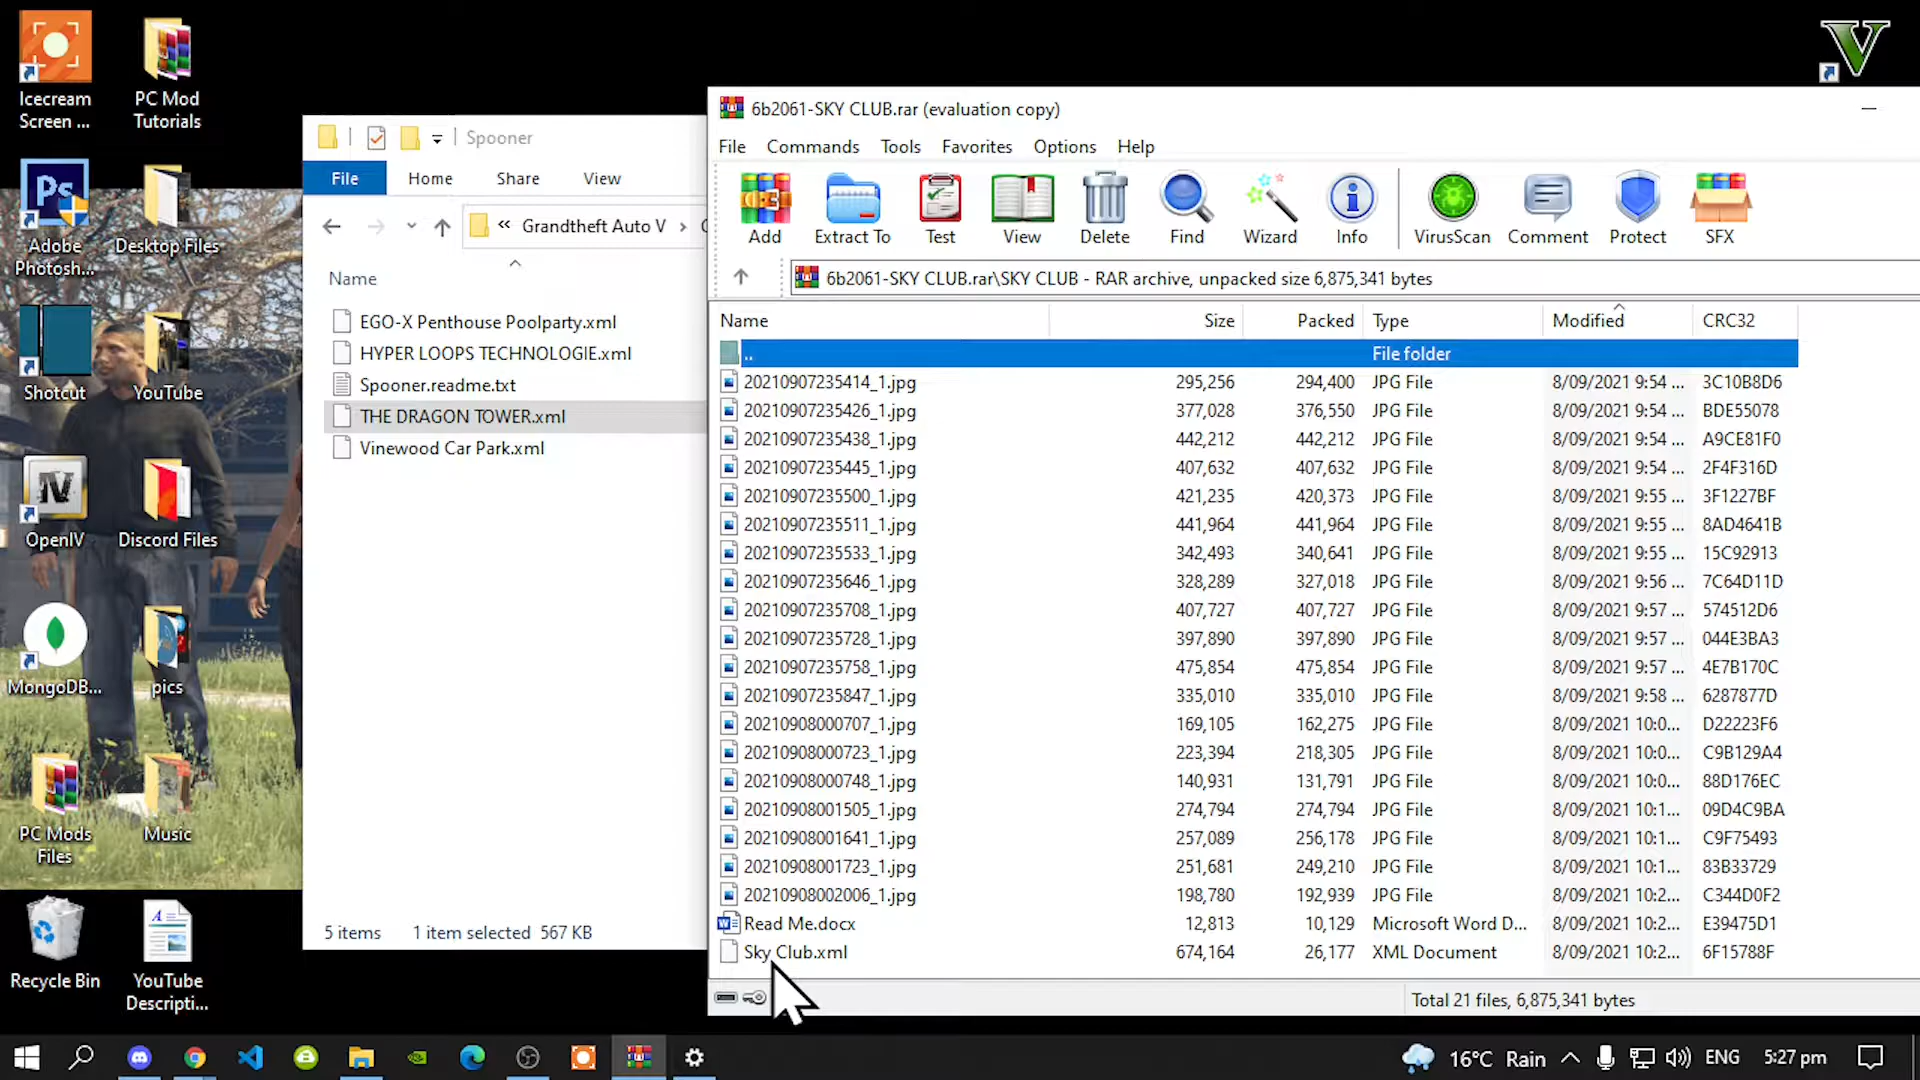 Icecream
Screen ...
PC Mod
Tutorials
Ps
Adobe
Photosh...
Desktop Files
Shotcut
YouTube
IV
OpenIV
Discord Files
MongoDB...
pics
PC Mods
Files
Music
Recycle Bin
YouTube
Descripti...
V
Spooner
File Home Share View
« Grandtheft Auto V ›
Name
EGO-X Penthouse Poolparty.xml
HYPER LOOPS TECHNOLOGIE.xml
Spooner.readme.txt
THE DRAGON TOWER.xml
Vinewood Car Park.xml
5 items 1 item selected 567 KB
6b2061-SKY CLUB.rar (evaluation copy)
File Commands Tools Favorites Options Help
Add Extract To Test View Delete Find Wizard Info VirusScan Comment Protect SFX
6b2061-SKY CLUB.rar\SKY CLUB - RAR archive, unpacked size 6,875,341 bytes
Name Size Packed Type Modified CRC32
.. File folder
20210907235414_1.jpg 295,256 294,400 JPG File 8/09/2021 9:54 ... 3C10B8D6
20210907235426_1.jpg 377,028 376,550 JPG File 8/09/2021 9:54 ... BDE55078
20210907235438_1.jpg 442,212 442,212 JPG File 8/09/2021 9:54 ... A9CE81F0
20210907235445_1.jpg 407,632 407,632 JPG File 8/09/2021 9:54 ... 2F4F316D
20210907235500_1.jpg 421,235 420,373 JPG File 8/09/2021 9:55 ... 3F1227BF
20210907235511_1.jpg 441,964 441,964 JPG File 8/09/2021 9:55 ... 8AD4641B
20210907235533_1.jpg 342,493 340,641 JPG File 8/09/2021 9:55 ... 15C92913
20210907235646_1.jpg 328,289 327,018 JPG File 8/09/2021 9:56 ... 7C64D11D
20210907235708_1.jpg 407,727 407,727 JPG File 8/09/2021 9:57 ... 574512D6
20210907235728_1.jpg 397,890 397,890 JPG File 8/09/2021 9:57 ... 044E3BA3
20210907235758_1.jpg 475,854 475,854 JPG File 8/09/2021 9:57 ... 4E7B170C
20210907235847_1.jpg 335,010 335,010 JPG File 8/09/2021 9:58 ... 6287877D
20210908000707_1.jpg 169,105 162,275 JPG File 8/09/2021 10:0... D22223F6
20210908000723_1.jpg 223,394 218,305 JPG File 8/09/2021 10:0... C9B129A4
20210908000748_1.jpg 140,931 131,791 JPG File 8/09/2021 10:0... 88D176EC
20210908001505_1.jpg 274,794 274,794 JPG File 8/09/2021 10:1... 09D4C9BA
20210908001641_1.jpg 257,089 256,178 JPG File 8/09/2021 10:1... C9F75493
20210908001723_1.jpg 251,681 249,210 JPG File 8/09/2021 10:1... 83B33729
20210908002006_1.jpg 198,780 192,939 JPG File 8/09/2021 10:2... C344D0F2
Read Me.docx 12,813 10,129 Microsoft Word D... 8/09/2021 10:2... E39475D1
Sky Club.xml 674,164 26,177 XML Document 8/09/2021 10:2... 6F15788F
Total 21 files, 6,875,341 bytes
16°C Rain ENG 5:27 pm